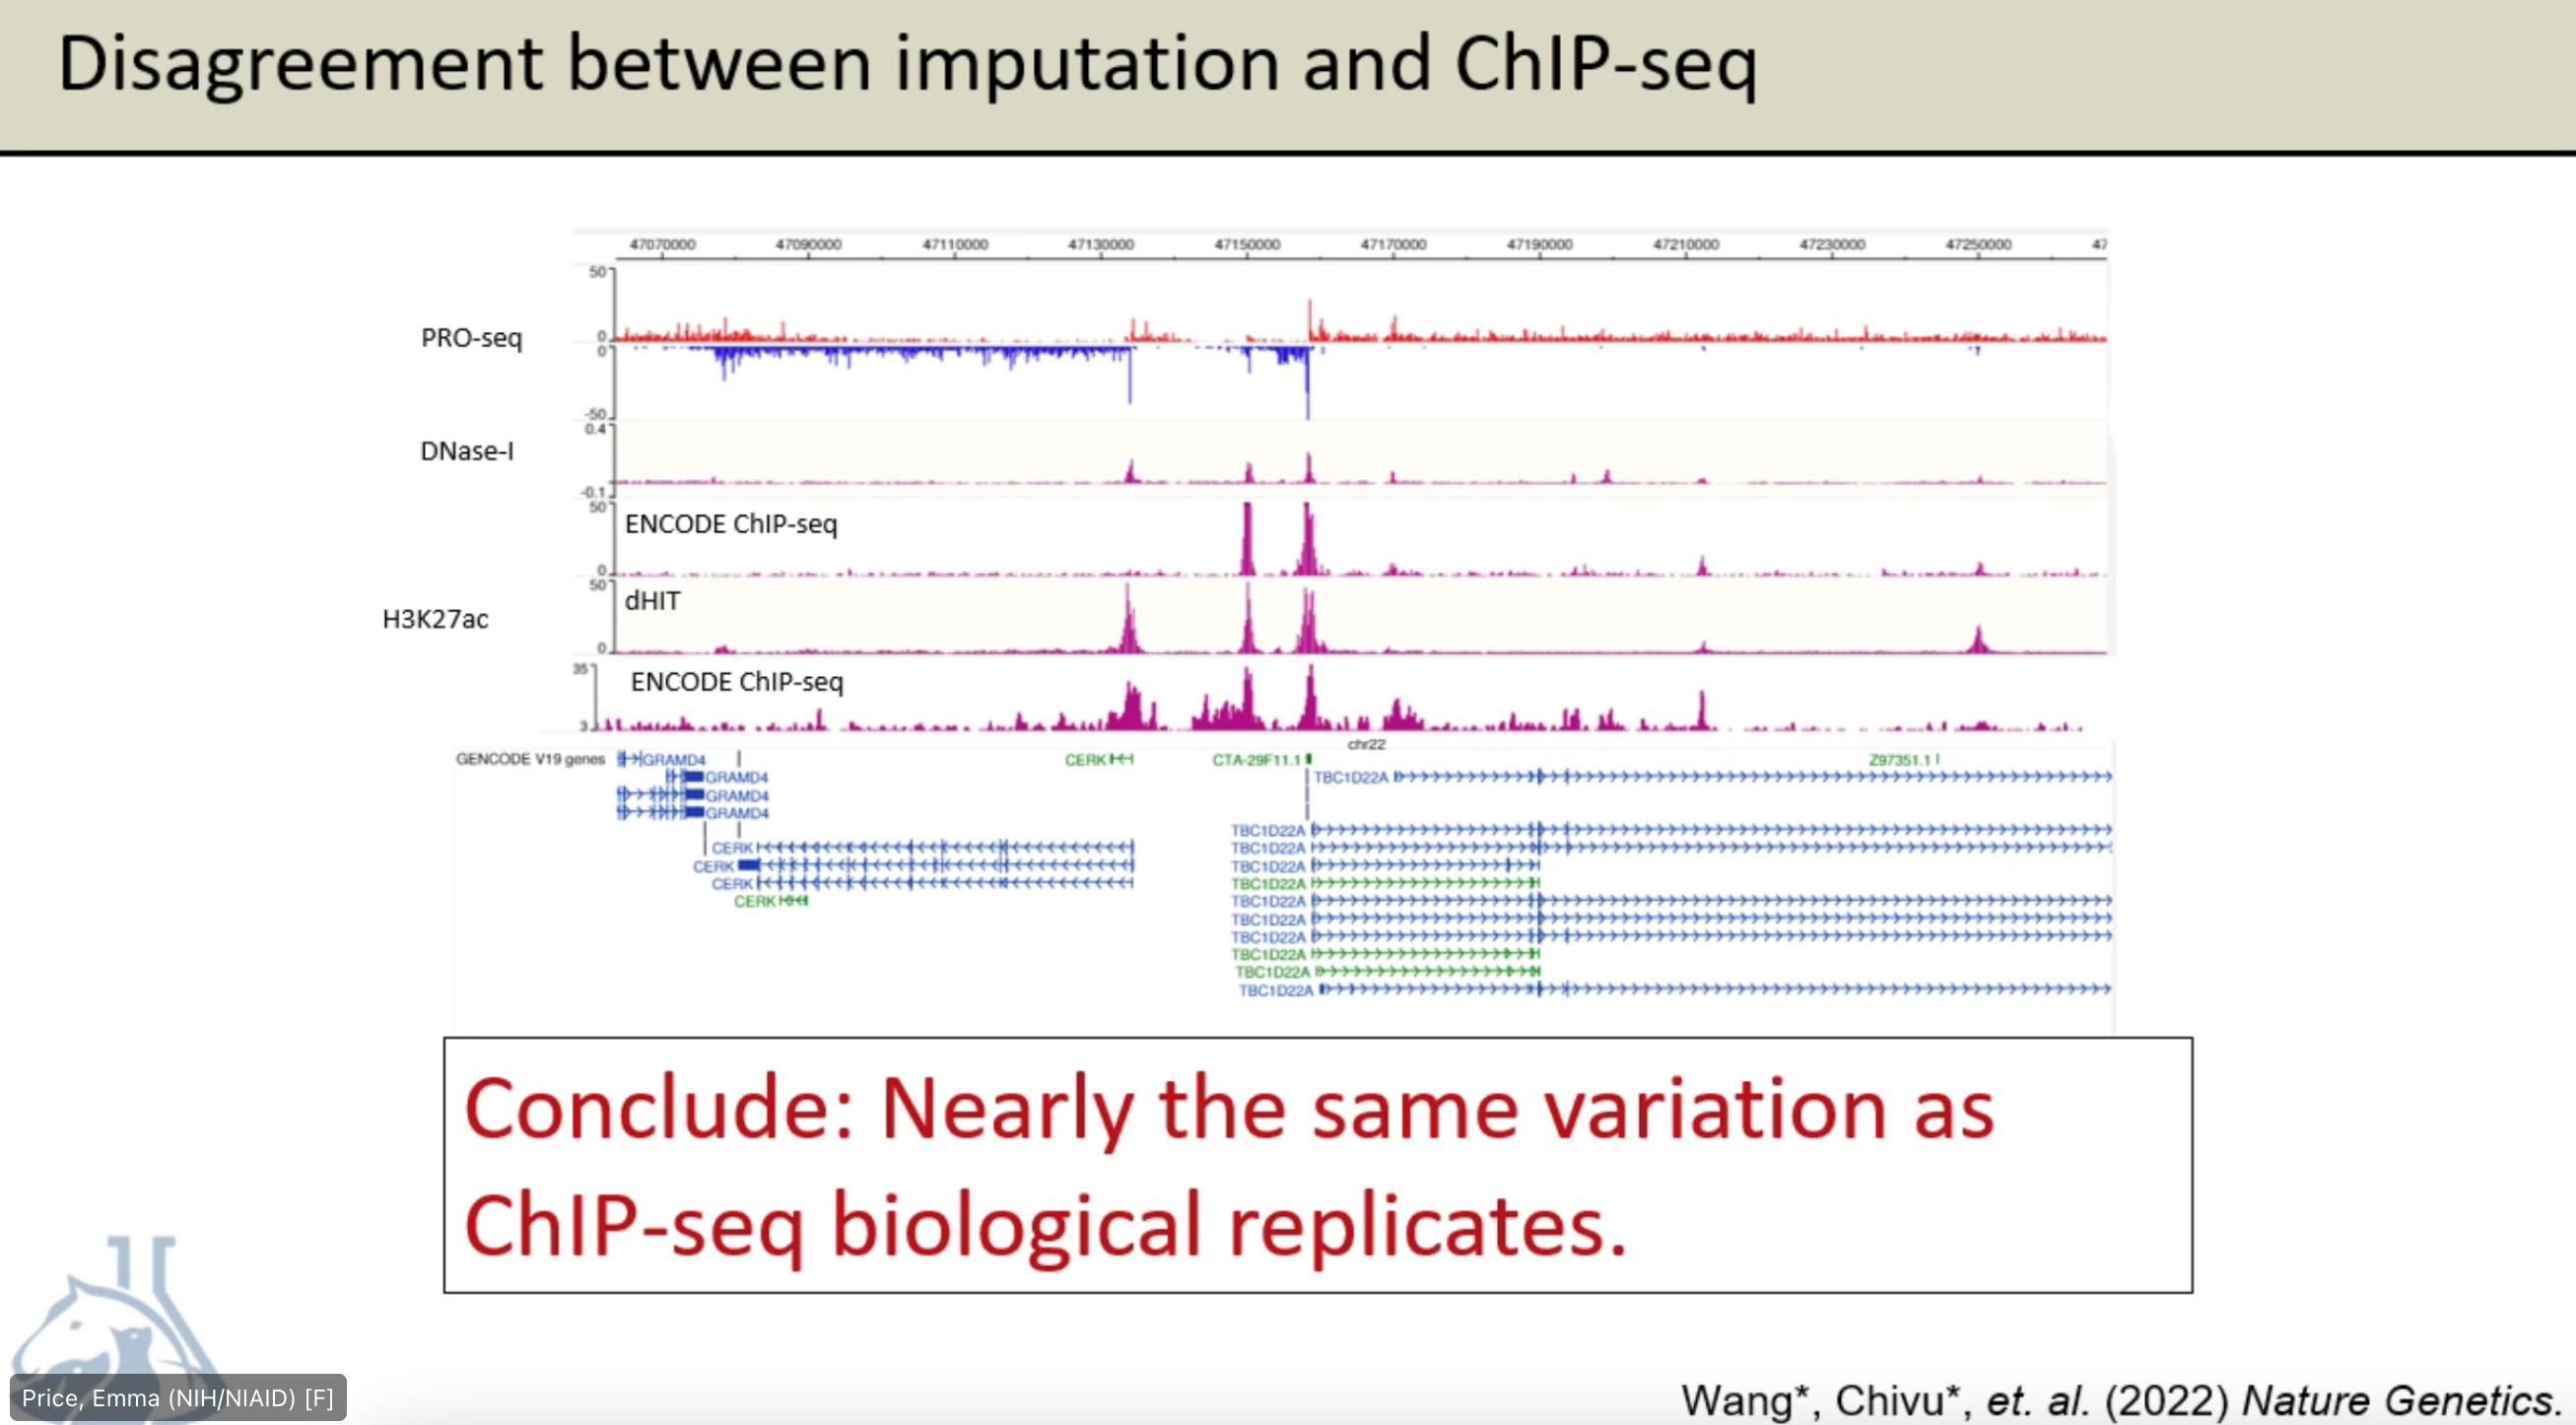 Disagreement between imputation and ChIP-seq
47070000 47090000 47110000 47130000 47150000 47170000 47190000 47210000 47230000 47250000 47
50
PRO-seq
0
0
-50
0.4
DNase-I
-0.1
50
ENCODE ChIP-seq
0
50
dHIT
H3K27ac
0
35
ENCODE ChIP-seq
3
chr22
GENCODE V19 genes GRAMD4 CERK CTA-29F11.1 Z97351.1
GRAMD4 TBC1D22A
GRAMD4
GRAMD4
TBC1D22A
CERK TBC1D22A
CERK TBC1D22A
CERK TBC1D22A
CERK TBC1D22A
TBC1D22A
TBC1D22A
TBC1D22A
TBC1D22A
TBC1D22A
Conclude: Nearly the same variation as
ChIP-seq biological replicates.
Price, Emma (NIH/NIAID) [F]
Wang*, Chivu*, et. al. (2022) Nature Genetics.